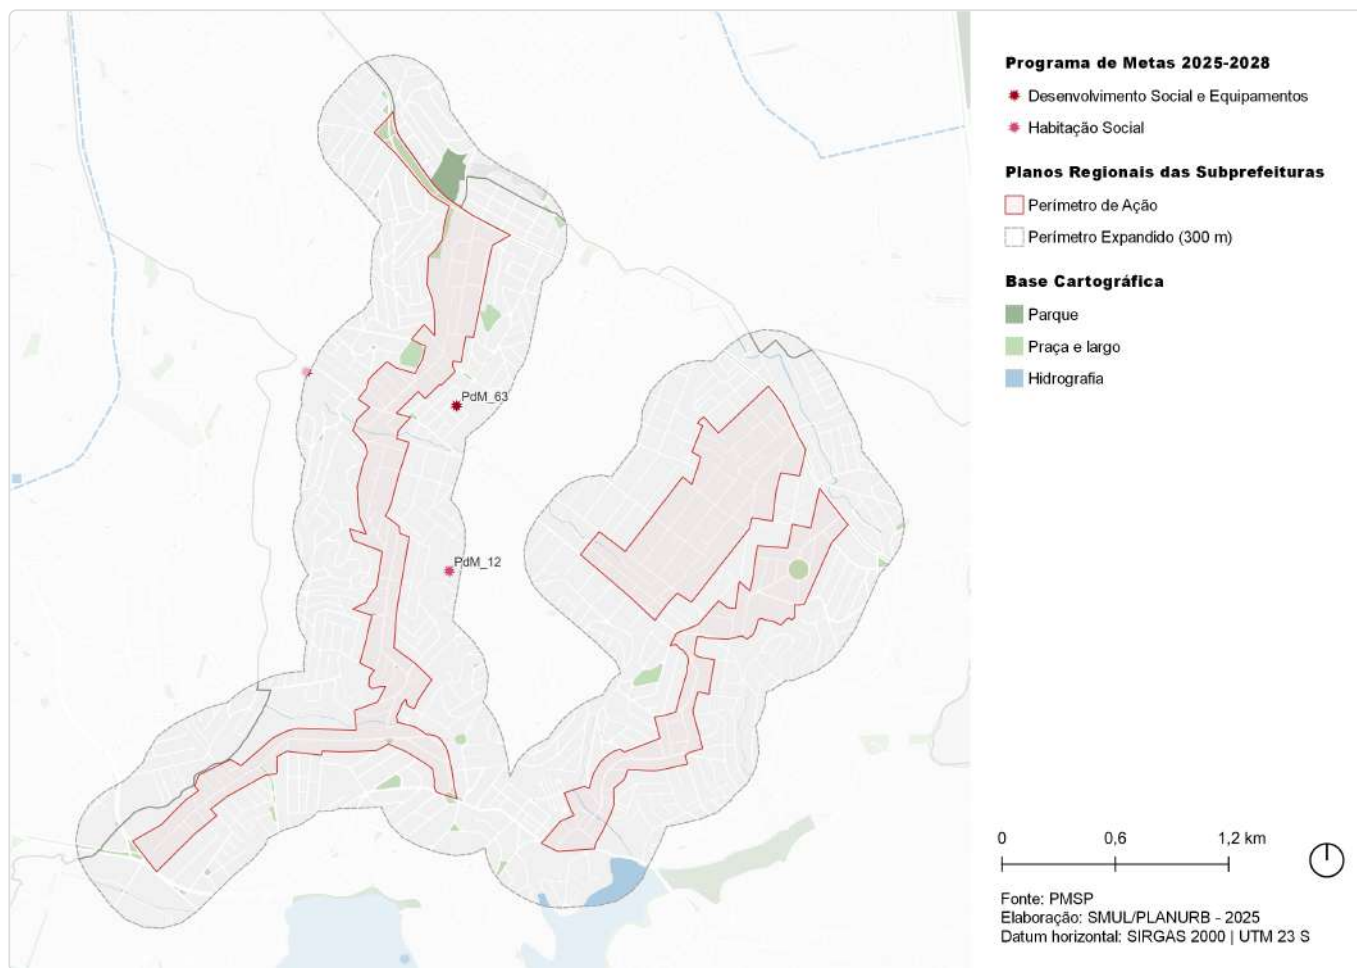 Programa de Metas 2025-2028
Desenvolvimento Social e Equipamentos
Habitação Social
Planos Regionais das Subprefeituras
Perímetro de Ação
Perímetro Expandido (300 m)
Base Cartográfica
Parque
Praça e largo
Hidrografia
PdM_63
PdM_12
0 0,6 1,2 km
Fonte: PMSP
Elaboração: SMUL/PLANURB - 2025
Datum horizontal: SIRGAS 2000 | UTM 23 S